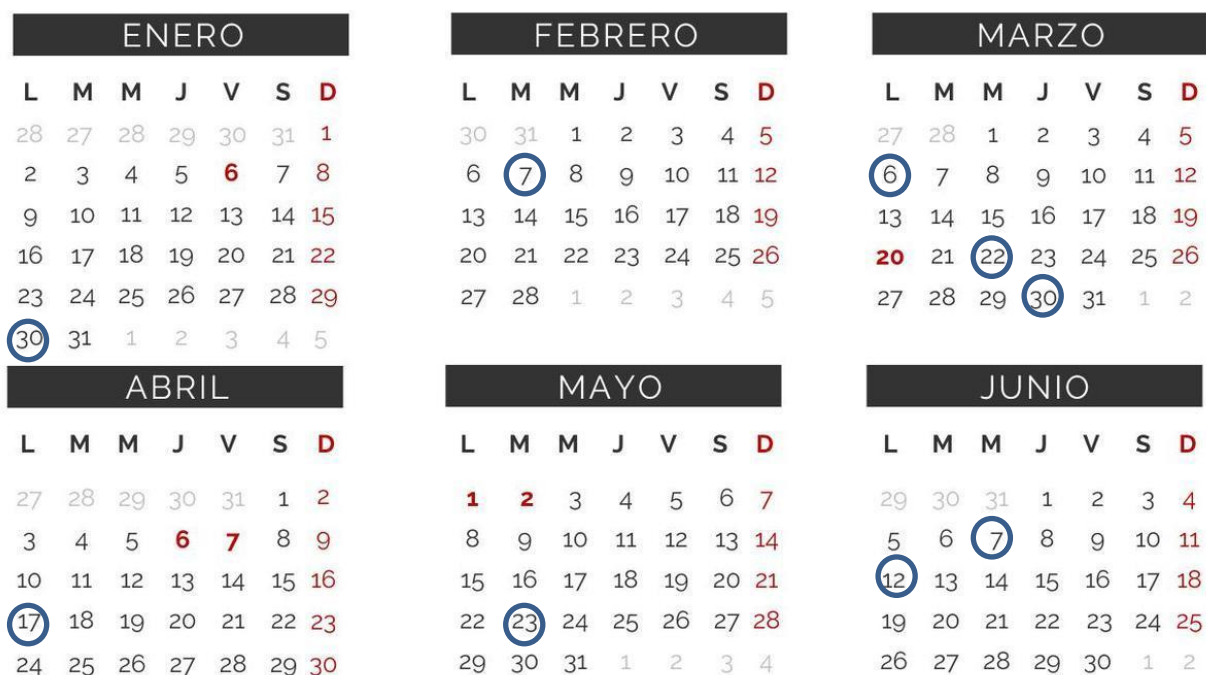 ENERO
L M M J V S D
28 27 28 29 30 31 1
2 3 4 5 6 7 8
9 10 11 12 13 14 15
16 17 18 19 20 21 22
23 24 25 26 27 28 29
30 31 1 2 3 4 5
FEBRERO
L M M J V S D
30 31 1 2 3 4 5
6 7 8 9 10 11 12
13 14 15 16 17 18 19
20 21 22 23 24 25 26
27 28 1 2 3 4 5
MARZO
L M M J V S D
27 28 1 2 3 4 5
6 7 8 9 10 11 12
13 14 15 16 17 18 19
20 21 22 23 24 25 26
27 28 29 30 31 1 2
ABRIL
L M M J V S D
27 28 29 30 31 1 2
3 4 5 6 7 8 9
10 11 12 13 14 15 16
17 18 19 20 21 22 23
24 25 26 27 28 29 30
MAYO
L M M J V S D
1 2 3 4 5 6 7
8 9 10 11 12 13 14
15 16 17 18 19 20 21
22 23 24 25 26 27 28
29 30 31 1 2 3 4
JUNIO
L M M J V S D
29 30 31 1 2 3 4
5 6 7 8 9 10 11
12 13 14 15 16 17 18
19 20 21 22 23 24 25
26 27 28 29 30 1 2